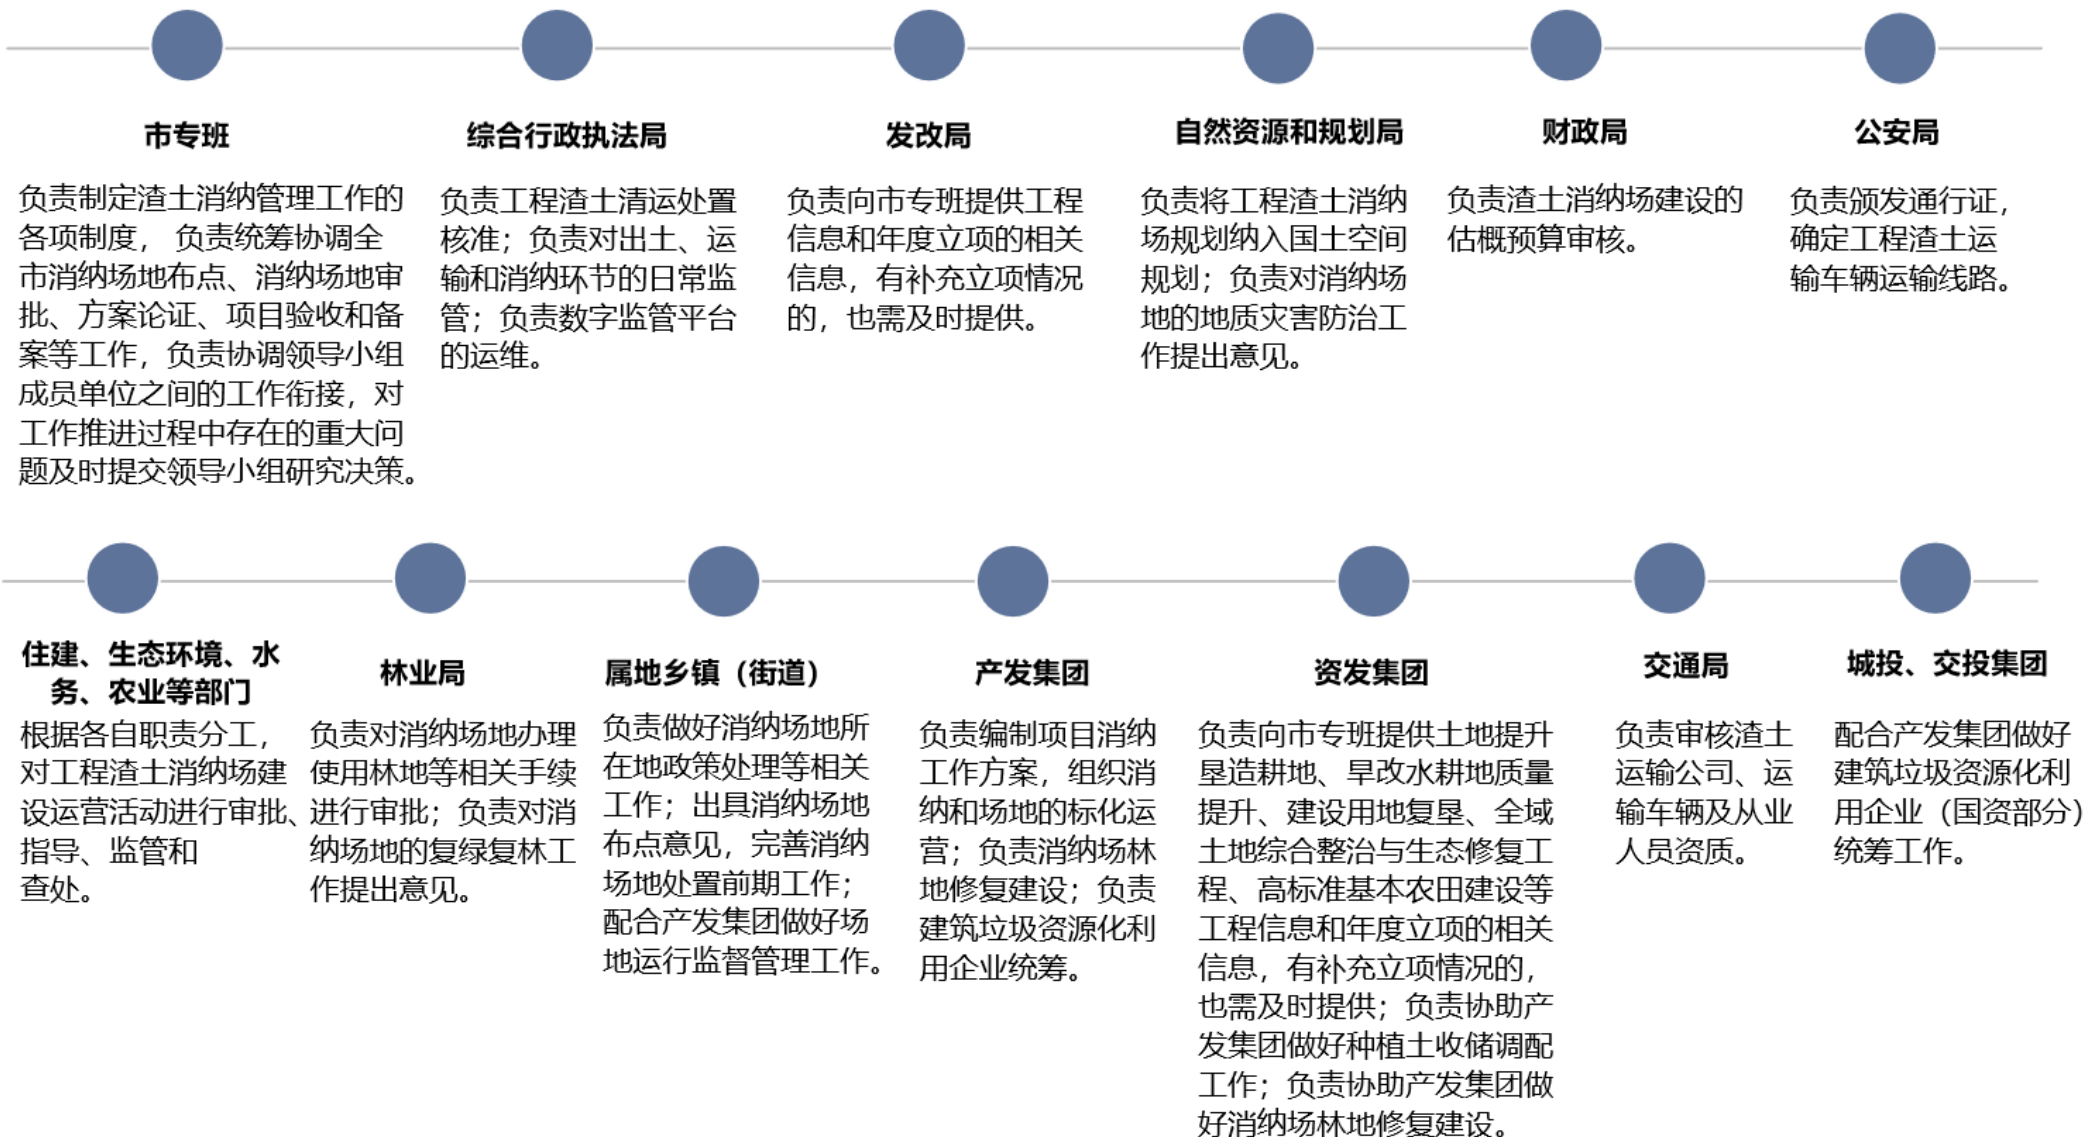 市专班
负责制定渣土消纳管理工作的
各项制度， 负责统筹协调全
市消纳场地布点、消纳场地审
批、方案论证、项目验收和备
案等工作，负责协调领导小组
成员单位之间的工作衔接，对
工作推进过程中存在的重大问
题及时提交领导小组研究决策。
综合行政执法局
负责工程渣土清运处置
核准；负责对出土、运
输和消纳环节的日常监
管；负责数字监管平台
的运维。
发改局
负责向市专班提供工程
信息和年度立项的相关
信息，有补充立项情况
的，也需及时提供。
自然资源和规划局
负责将工程渣土消纳
场规划纳入国土空间
规划；负责对消纳场
地的地质灾害防治工
作提出意见。
财政局
负责渣土消纳场建设的
估概预算审核。
公安局
负责颁发通行证，
确定工程渣土运
输车辆运输线路。
住建、生态环境、水
务、农业等部门
根据各自职责分工，
对工程渣土消纳场建
设运营活动进行审批、
指导、监管和
查处。
林业局
负责对消纳场地办理
使用林地等相关手续
进行审批；负责对消
纳场地的复绿复林工
作提出意见。
属地乡镇（街道）
负责做好消纳场地所
在地政策处理等相关
工作；出具消纳场地
布点意见，完善消纳
场地处置前期工作；
配合产发集团做好场
地运行监督管理工作。
产发集团
负责编制项目消纳
工作方案，组织消
纳和场地的标化运
营；负责消纳场林
地修复建设；负责
建筑垃圾资源化利
用企业统筹。
资发集团
负责向市专班提供土地提升
垦造耕地、旱改水耕地质量
提升、建设用地复垦、全域
土地综合整治与生态修复工
程、高标准基本农田建设等
工程信息和年度立项的相关
信息，有补充立项情况的，
也需及时提供；负责协助产
发集团做好种植土收储调配
工作；负责协助产发集团做
好消纳场林地修复建设。
交通局
负责审核渣土
运输公司、运
输车辆及从业
人员资质。
城投、交投集团
配合产发集团做好
建筑垃圾资源化利
用企业（国资部分）
统筹工作。